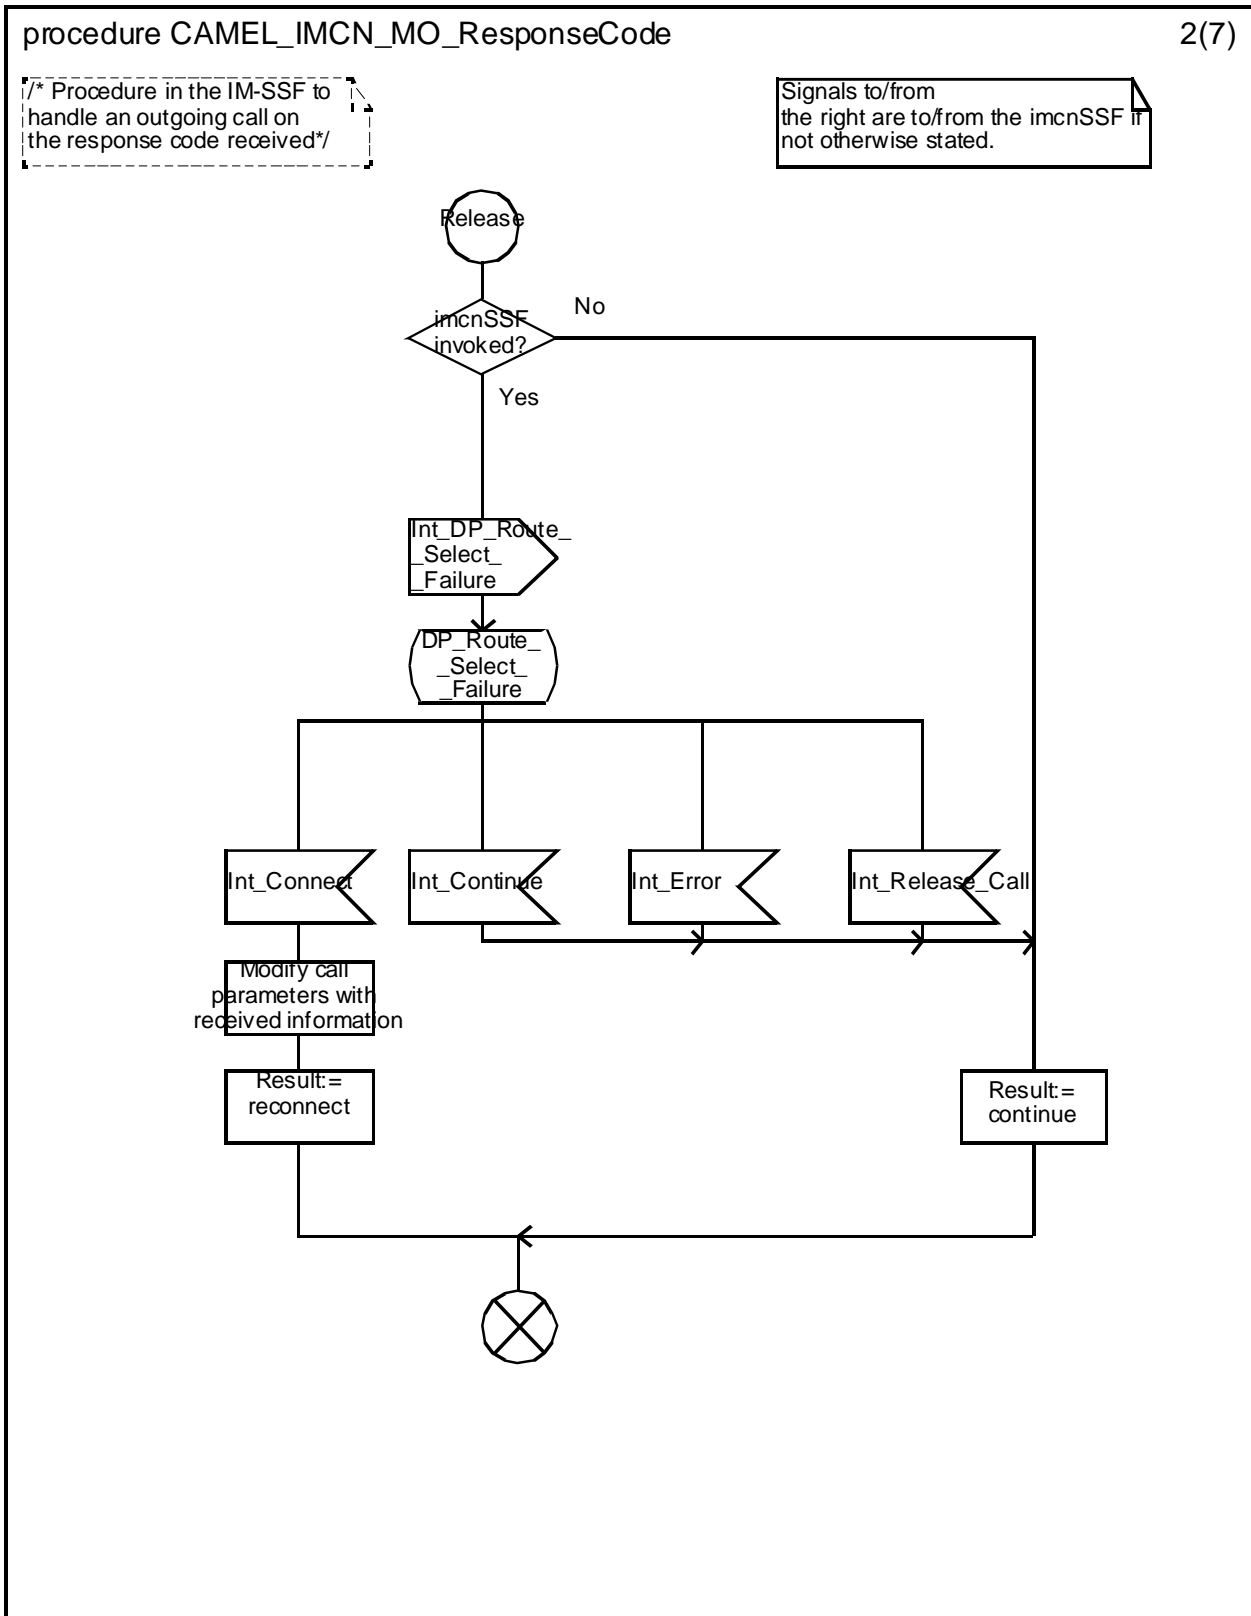 procedure CAMEL_IMCN_MO_ResponseCode
2(7)
/* Procedure in the IM-SSF to
handle an outgoing call on
the response code received*/
Signals to/from
the right are to/from the imcnSSF if
not otherwise stated.
Release
imcnSSF
invoked?
No
Yes
Int_DP_Route_
_Select_
_Failure
DP_Route_
_Select_
_Failure
Int_Connect
Int_Continue
Int_Error
Int_Release_Call
Modify call
parameters with
received information
Result:=
reconnect
Result:=
continue